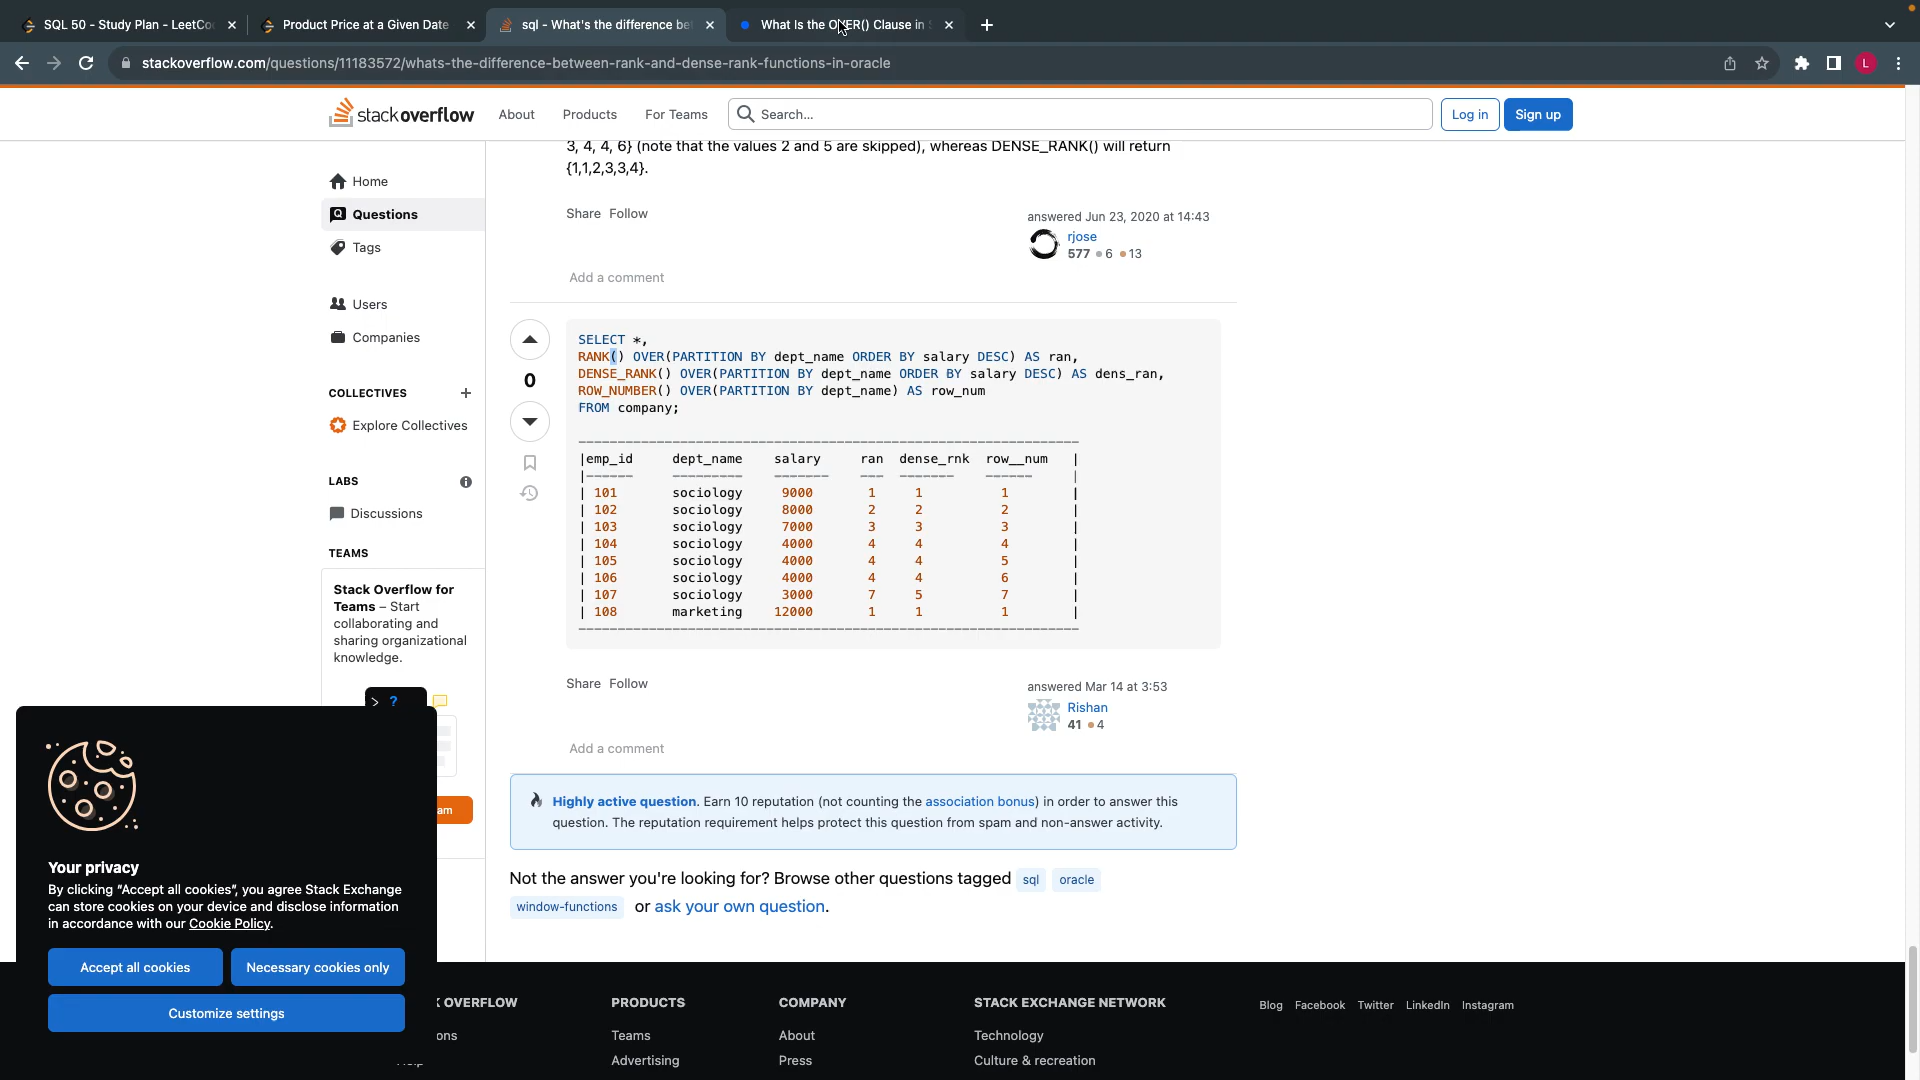 SQL 50 - Study Plan - LeetCo
Product Price at a Given Date
sql - What's the difference be
What Is the OVER() Clause in
stackoverflow.com/questions/11183572/whats-the-difference-between-rank-and-dense-rank-functions-in-oracle
L
stackoverflow
About
Products
For Teams
Search...
Log in
Sign up
3, 4, 4, 6} (note that the values 2 and 5 are skipped), whereas DENSE_RANK() will return
{1,1,2,3,3,4}.
Home
Questions
Tags
Users
Companies
COLLECTIVES
Explore Collectives
LABS
Discussions
TEAMS
Stack Overflow for
Teams – Start
collaborating and
sharing organizational
knowledge.
> ?
am
Share Follow
answered Jun 23, 2020 at 14:43
rjose
577 ●6 ●13
Add a comment
0
SELECT *,
RANK() OVER(PARTITION BY dept_name ORDER BY salary DESC) AS ran,
DENSE_RANK() OVER(PARTITION BY dept_name ORDER BY salary DESC) AS dens_ran,
ROW_NUMBER() OVER(PARTITION BY dept_name) AS row_num
FROM company;
----------------------------------------------------------------
|emp_id dept_name salary ran dense_rnk row__num |
|------ --------- ------- --- ------- ------ |
| 101 sociology 9000 1 1 1 |
| 102 sociology 8000 2 2 2 |
| 103 sociology 7000 3 3 3 |
| 104 sociology 4000 4 4 4 |
| 105 sociology 4000 4 4 5 |
| 106 sociology 4000 4 4 6 |
| 107 sociology 3000 7 5 7 |
| 108 marketing 12000 1 1 1 |
----------------------------------------------------------------
Share Follow
answered Mar 14 at 3:53
Rishan
41 ●4
Add a comment
Highly active question. Earn 10 reputation (not counting the association bonus) in order to answer this
question. The reputation requirement helps protect this question from spam and non-answer activity.
Not the answer you're looking for? Browse other questions tagged sql oracle
window-functions or ask your own question.
Your privacy
By clicking “Accept all cookies”, you agree Stack Exchange
can store cookies on your device and disclose information
in accordance with our Cookie Policy.
Accept all cookies
Necessary cookies only
Customize settings
K OVERFLOW
ons
PRODUCTS
Teams
Advertising
COMPANY
About
Press
STACK EXCHANGE NETWORK
Technology
Culture & recreation
Blog Facebook Twitter LinkedIn Instagram